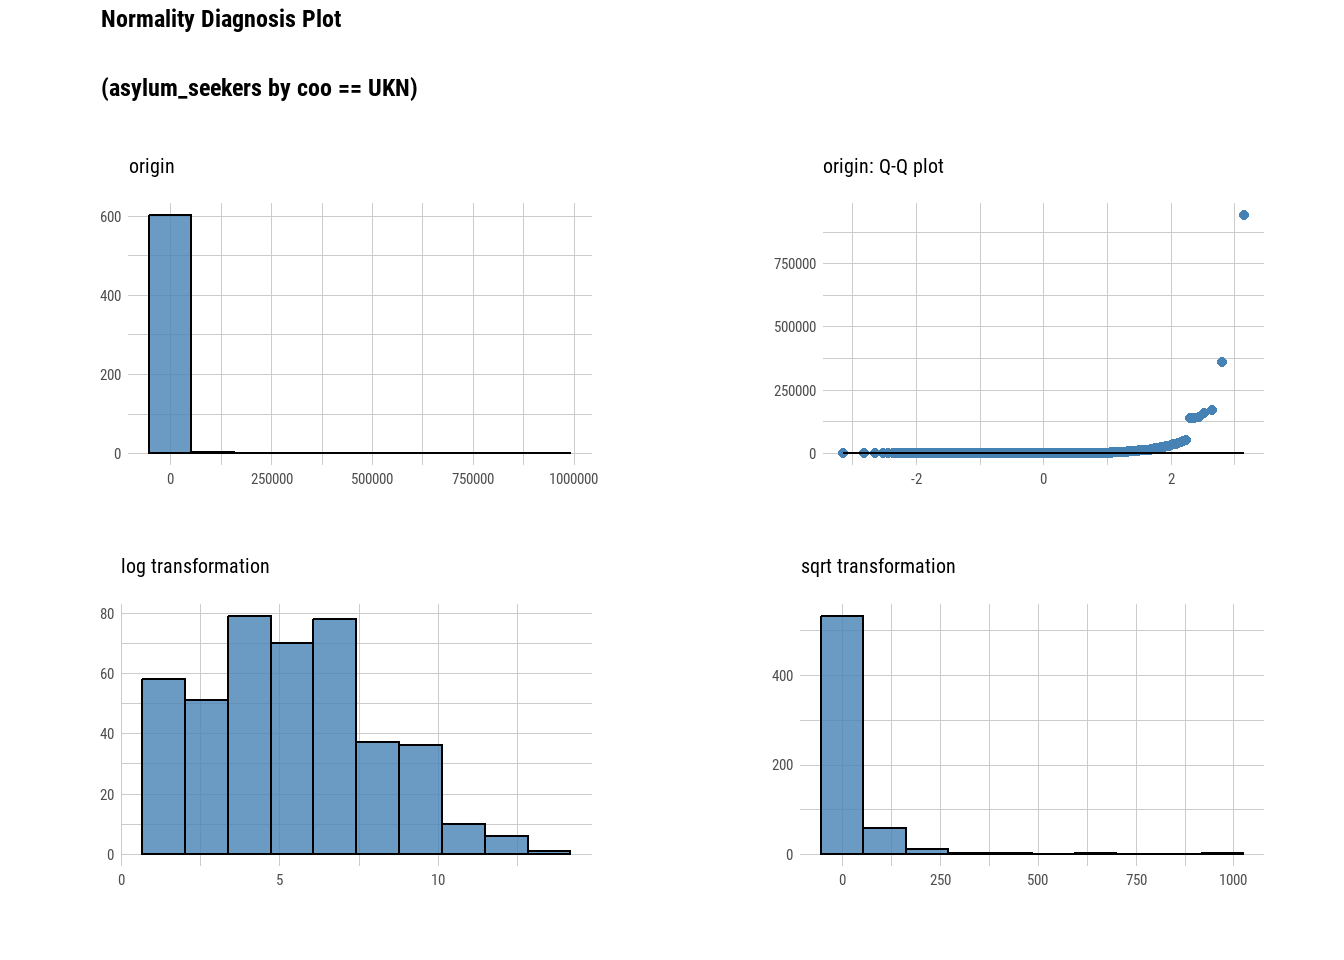 Normality Diagnosis Plot
(asylum_seekers by coo == UKN)
origin
600
400
200
0
0 250000 500000 750000 1000000
origin: Q-Q plot
750000
500000
250000
0
-2 0 2
log transformation
80
60
40
20
0
0 5 10
sqrt transformation
400
200
0
0 250 500 750 1000